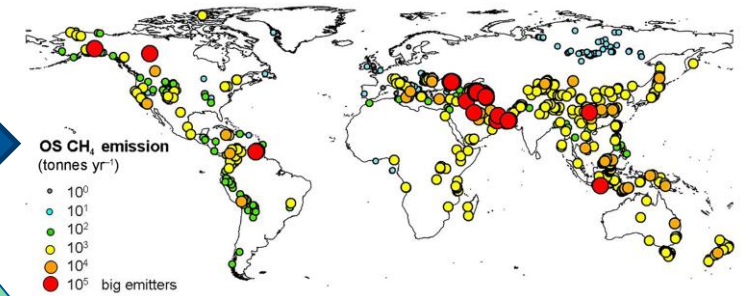 OS CH₄ emission
(tonnes yr⁻¹)
10⁰
10¹
10²
10³
10⁴
10⁵ big emitters